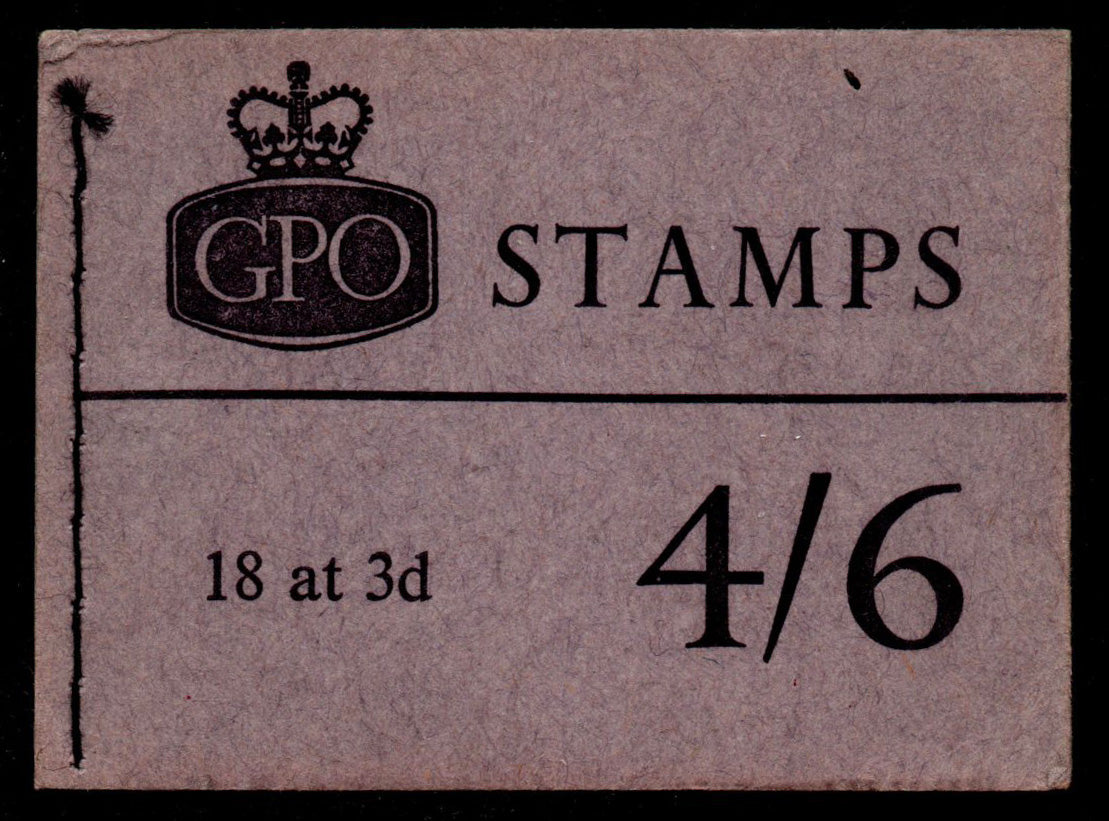 GPO STAMPS
18 at 3d 4/6